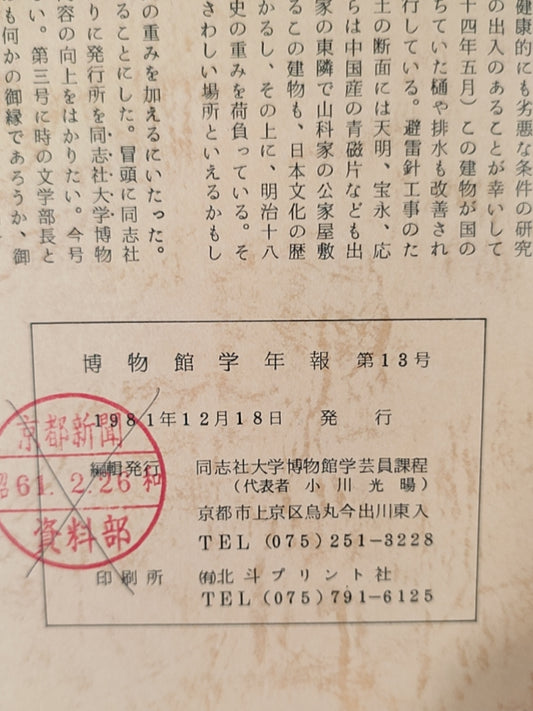 健康的にも劣悪な条件の研究
の出入のあることが幸いして
十四年五月）この建物が国の
ちていた樋や排水も改善され
行している。避雷針工事のた
土の断面には天明、宝永、応
らは中国産の青磁片なども出
家の東隣で山科家の公家屋敷
るこの建物も、日本文化の歴
かるし、その上に、明治十八
史の重みを荷負っている。そ
さわしい場所といえるかもし
の重みを加えるにいたった。
ることにした。冒頭に同志社
りに発行所を同志社大学博物
内容の向上をはかりたい。今号
い。第三号に時の文学部長と
も何かの御縁であろうか、御
博物館学年報 第13号
1981年12月18日 発行
編輯発行 同志社大学博物館学芸員課程
（代表者 小川光暘）
京都市上京区烏丸今出川東入
TEL (075) 251-3228
印刷所 ㈲北斗プリント社
TEL (075) 791-6125
京都新聞
昭61.2.26和
資料部